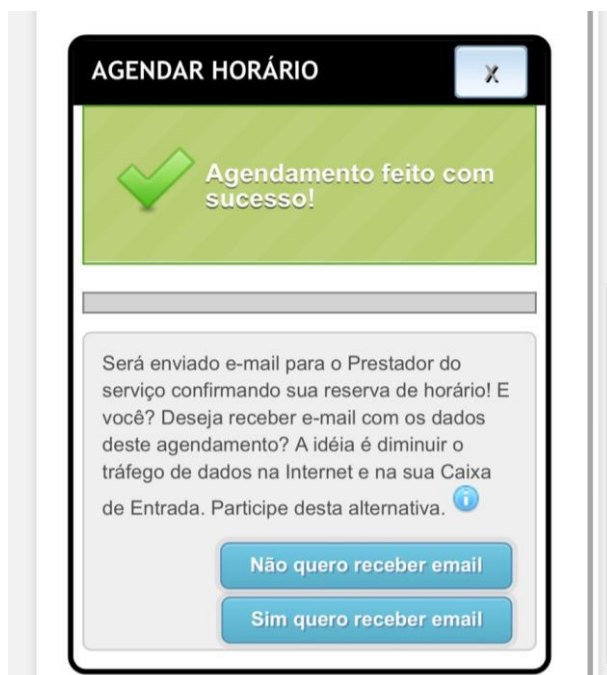 AGENDAR HORÁRIO
X
Agendamento feito com
sucesso!
Será enviado e-mail para o Prestador do
serviço confirmando sua reserva de horário! E
você? Deseja receber e-mail com os dados
deste agendamento? A idéia é diminuir o
tráfego de dados na Internet e na sua Caixa
de Entrada. Participe desta alternativa.
Não quero receber email
Sim quero receber email